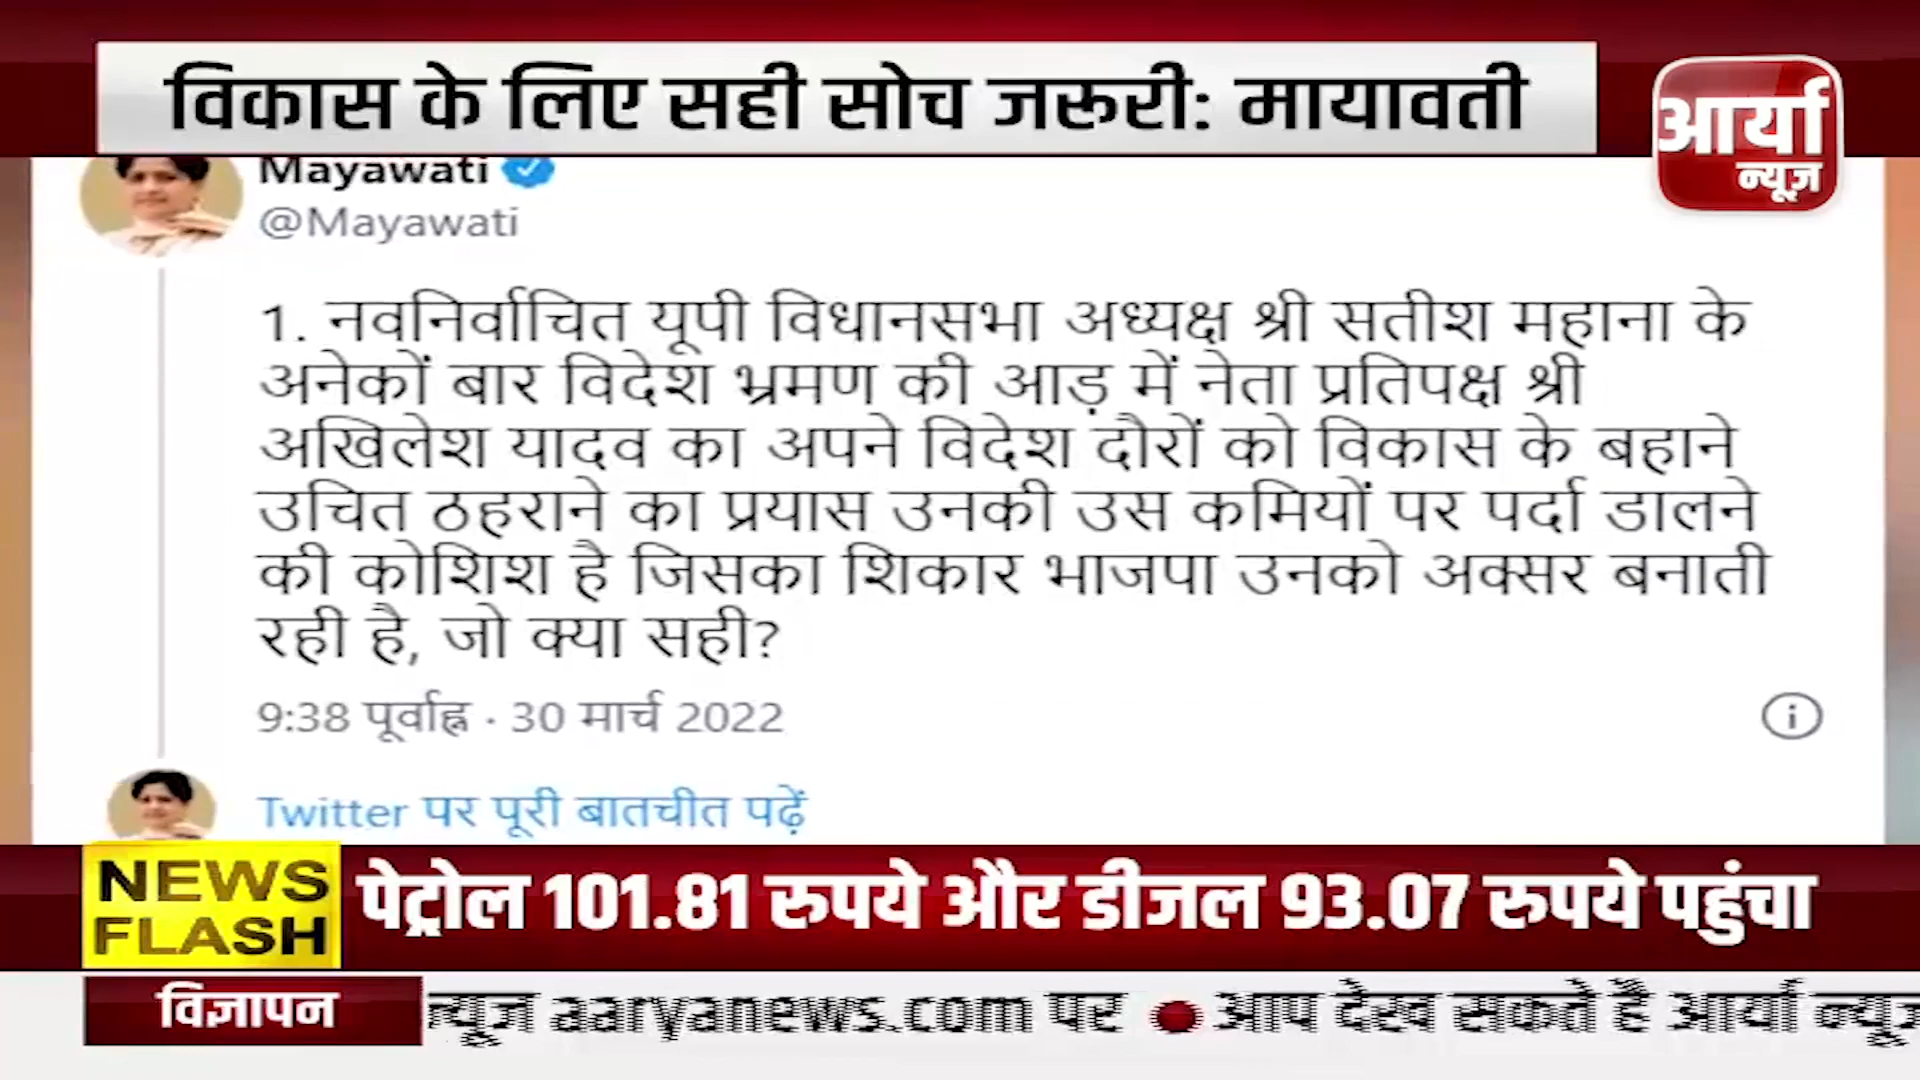 विकास के लिए सही सोच जरूरी: मायावती
आर्या
न्यूज़
Mayawati
@Mayawati
1. नवनिर्वाचित यूपी विधानसभा अध्यक्ष श्री सतीश महाना के
अनेकों बार विदेश भ्रमण की आड़ में नेता प्रतिपक्ष श्री
अखिलेश यादव का अपने विदेश दौरों को विकास के बहाने
उचित ठहराने का प्रयास उनकी उस कमियों पर पर्दा डालने
की कोशिश है जिसका शिकार भाजपा उनको अक्सर बनाती
रही है, जो क्या सही?
9:38 पूर्वाह्न · 30 मार्च 2022
Twitter पर पूरी बातचीत पढ़ें
NEWS
FLASH
पेट्रोल 101.81 रुपये और डीजल 93.07 रुपये पहुंचा
विज्ञापन
न्यूज aaryanews.com पर ● आप देख सकते हैं आर्या न्यूज